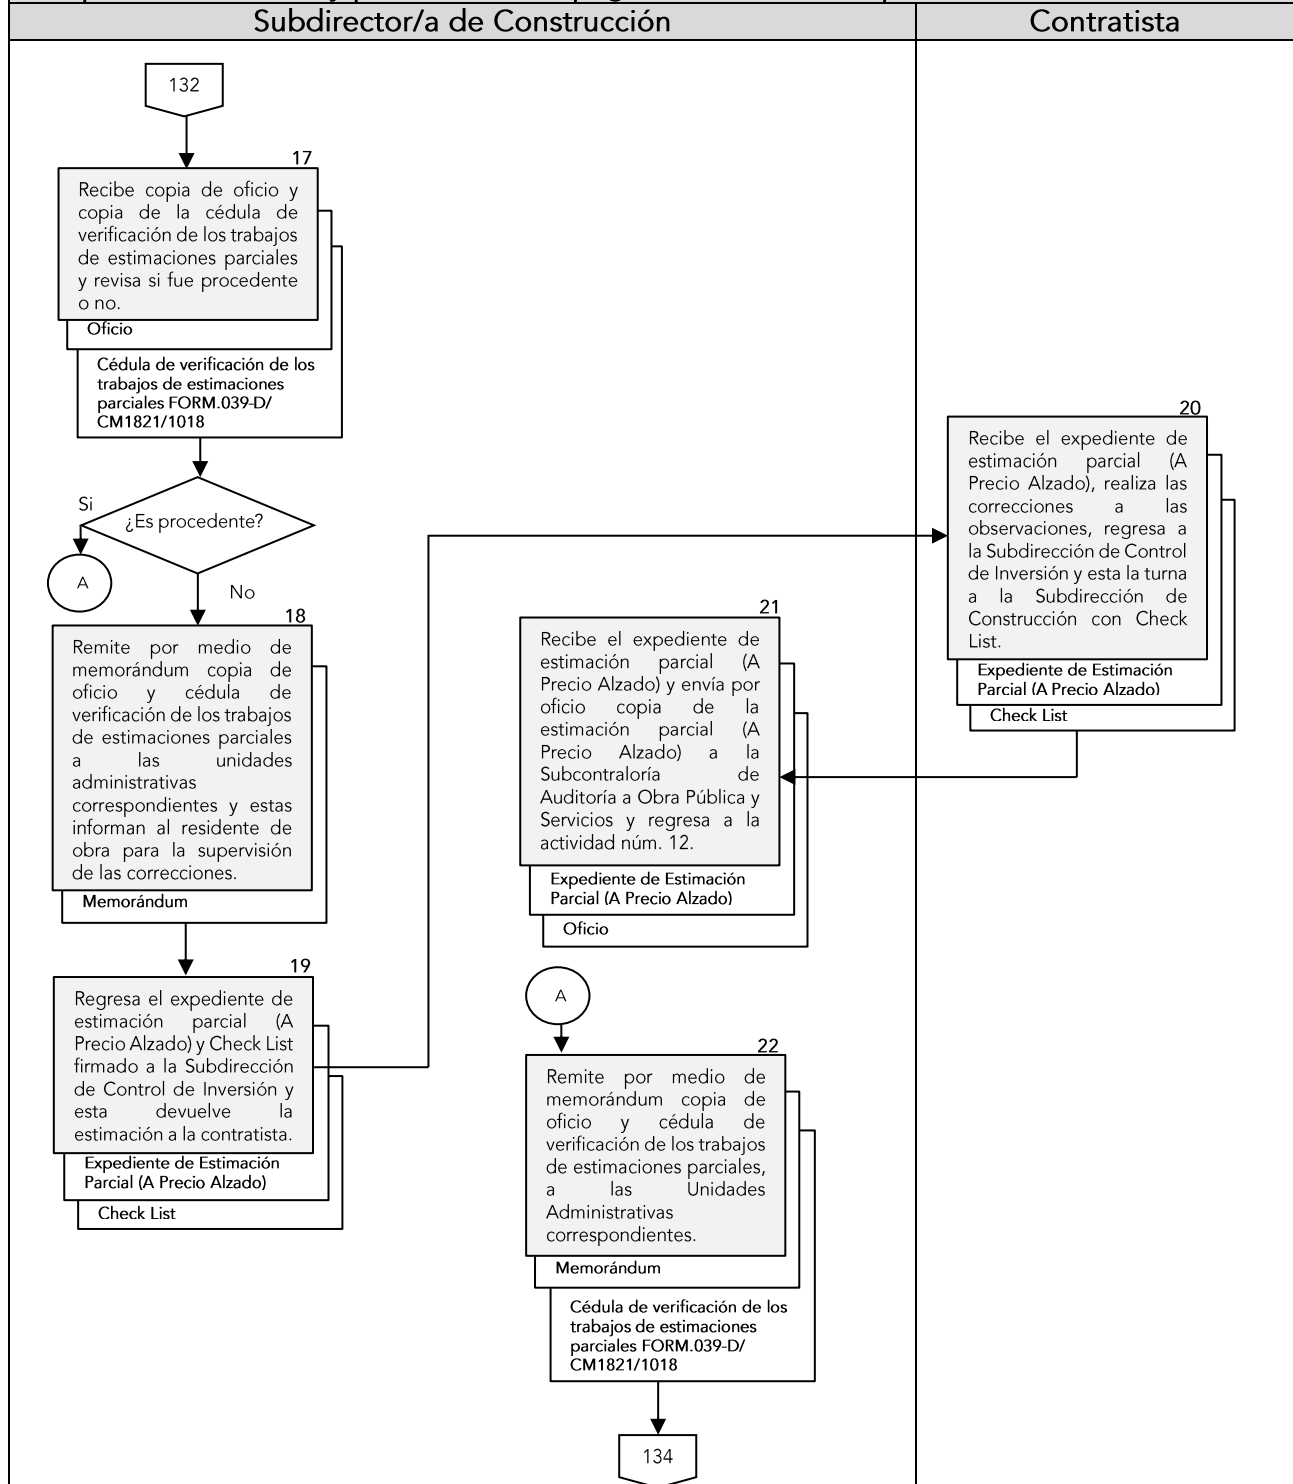 Subdirector/a de Construcción
Contratista
132
17
Recibe copia de oficio y
copia de la cédula de
verificación de los trabajos
de estimaciones parciales
y revisa si fue procedente
o no.
Oficio
Cédula de verificación de los
trabajos de estimaciones
parciales FORM.039-D/
CM1821/1018
Si
¿Es procedente?
A
No
18
Remite por medio de
memorándum copia de
oficio y cédula de
verificación de los trabajos
de estimaciones parciales
a las unidades
administrativas
correspondientes y estas
informan al residente de
obra para la supervisión
de las correcciones.
Memorándum
19
Regresa el expediente de
estimación parcial (A
Precio Alzado) y Check List
firmado a la Subdirección
de Control de Inversión y
esta devuelve la
estimación a la contratista.
Expediente de Estimación
Parcial (A Precio Alzado)
Check List
20
Recibe el expediente de
estimación parcial (A
Precio Alzado), realiza las
correcciones a las
observaciones, regresa a
la Subdirección de Control
de Inversión y esta la turna
a la Subdirección de
Construcción con Check
List.
Expediente de Estimación
Parcial (A Precio Alzado)
Check List
21
Recibe el expediente de
estimación parcial (A
Precio Alzado) y envía por
oficio copia de la
estimación parcial (A
Precio Alzado) a la
Subcontraloría de
Auditoría a Obra Pública y
Servicios y regresa a la
actividad núm. 12.
Expediente de Estimación
Parcial (A Precio Alzado)
Oficio
A
22
Remite por medio de
memorándum copia de
oficio y cédula de
verificación de los trabajos
de estimaciones parciales,
a las Unidades
Administrativas
correspondientes.
Memorándum
Cédula de verificación de los
trabajos de estimaciones
parciales FORM.039-D/
CM1821/1018
134